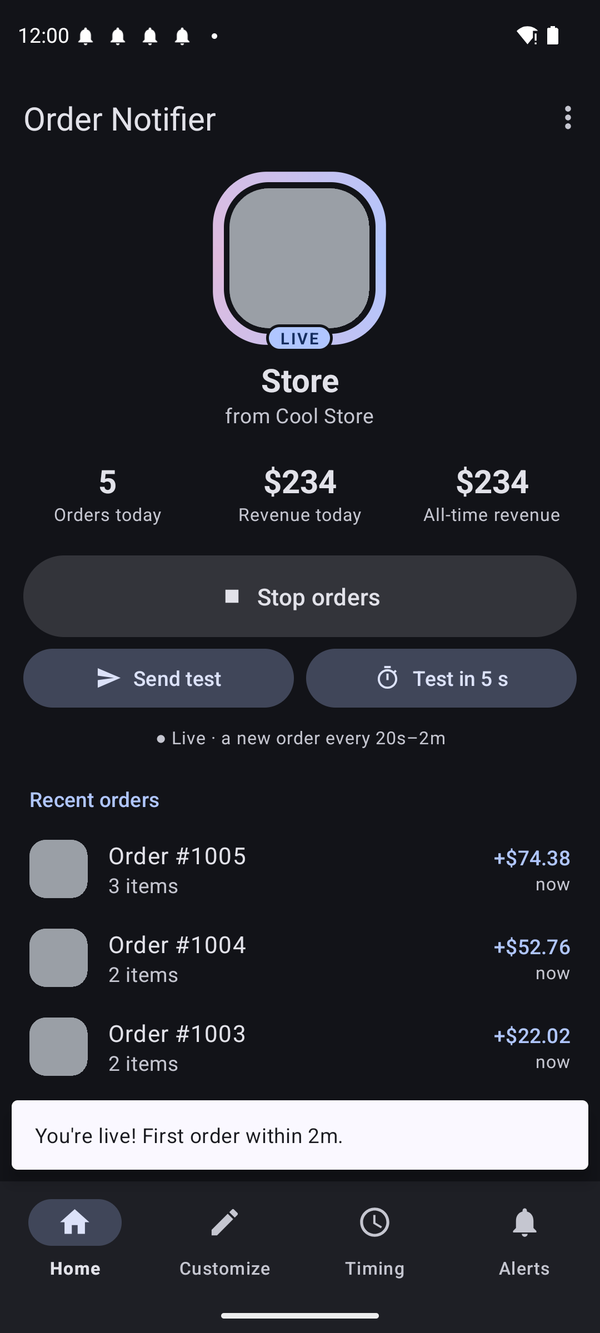 12:00
Order Notifier
LIVE
Store
from Cool Store
5 $234 $234
Orders today Revenue today All-time revenue
Stop orders
Send test Test in 5 s
● Live · a new order every 20s–2m
Recent orders
Order #1005 +$74.38
3 items now
Order #1004 +$52.76
2 items now
Order #1003 +$22.02
2 items now
You're live! First order within 2m.
Home Customize Timing Alerts